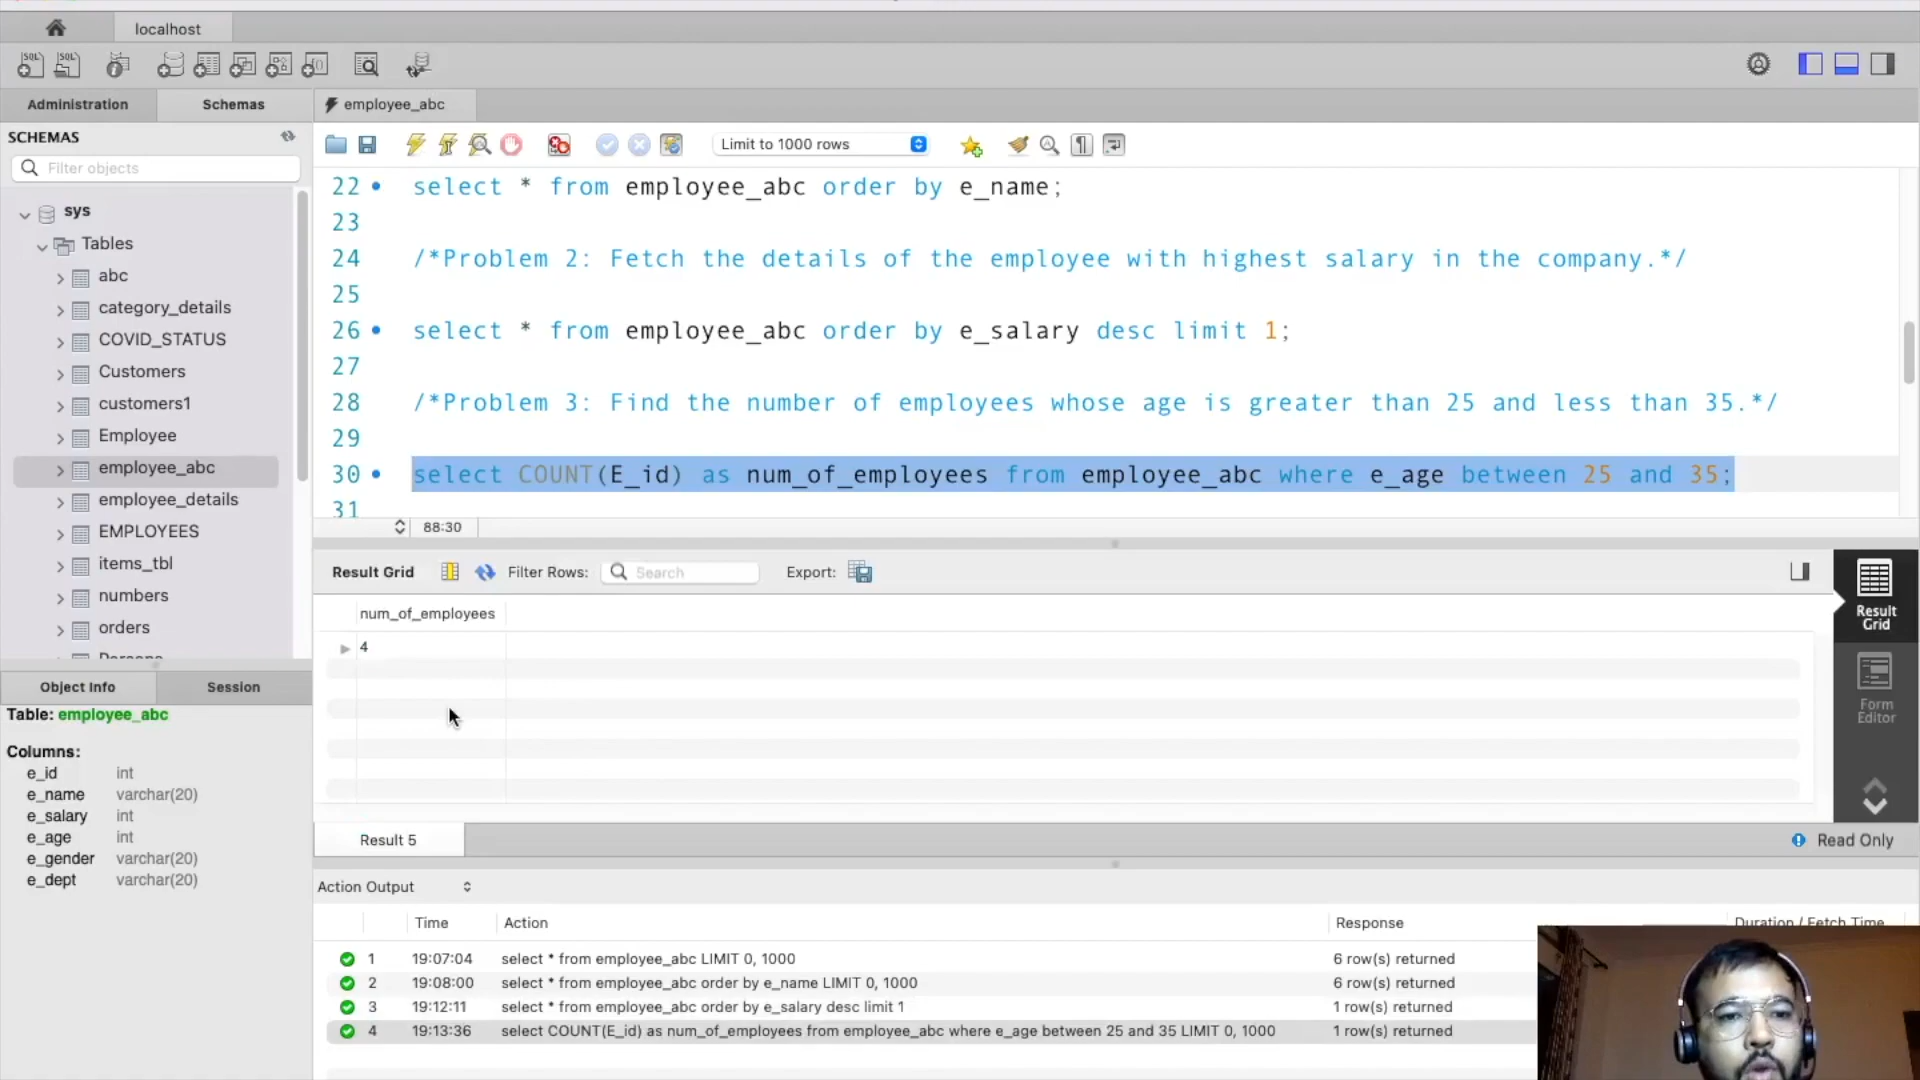 localhost
Administration
Schemas
employee_abc
SCHEMAS
Filter objects
Limit to 1000 rows
sys
Tables
abc
category_details
COVID_STATUS
Customers
customers1
Employee
employee_abc
employee_details
EMPLOYEES
items_tbl
numbers
orders
22 select * from employee_abc order by e_name;
23
24 /*Problem 2: Fetch the details of the employee with highest salary in the company.*/
25
26 select * from employee_abc order by e_salary desc limit 1;
27
28 /*Problem 3: Find the number of employees whose age is greater than 25 and less than 35.*/
29
30 select COUNT(E_id) as num_of_employees from employee_abc where e_age between 25 and 35;
31
88:30
Result Grid Filter Rows: Search Export:
num_of_employees
4
Result Grid
Form Editor
Result 5
Read Only
Object Info Session
Table: employee_abc
Columns:
e_id int
e_name varchar(20)
e_salary int
e_age int
e_gender varchar(20)
e_dept varchar(20)
Action Output
Time Action Response Duration / Fetch Time
1 19:07:04 select * from employee_abc LIMIT 0, 1000 6 row(s) returned
2 19:08:00 select * from employee_abc order by e_name LIMIT 0, 1000 6 row(s) returned
3 19:12:11 select * from employee_abc order by e_salary desc limit 1 1 row(s) returned
4 19:13:36 select COUNT(E_id) as num_of_employees from employee_abc where e_age between 25 and 35 LIMIT 0, 1000 1 row(s) returned